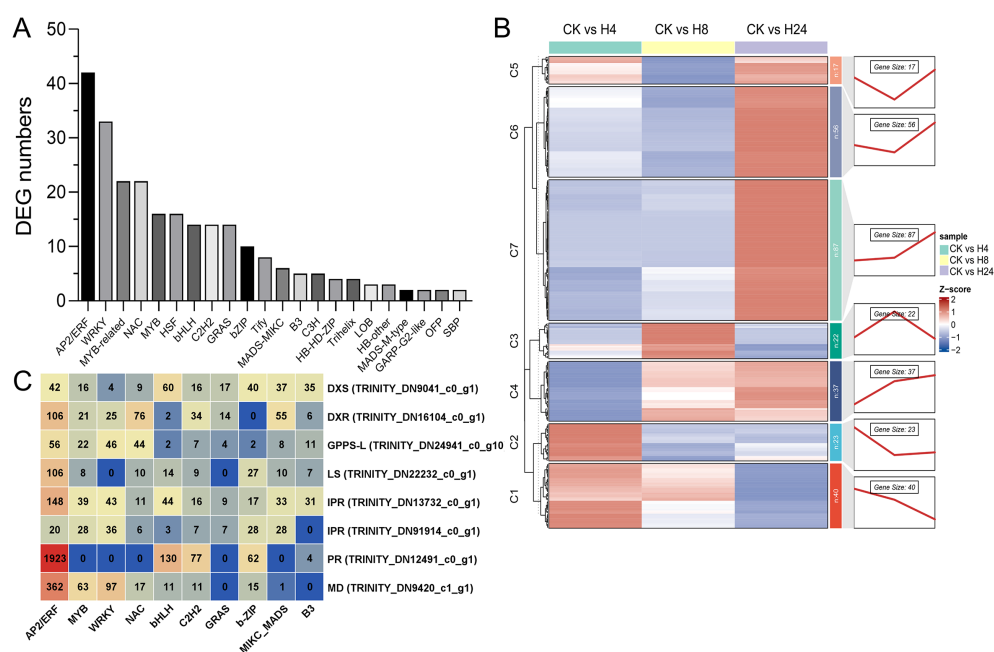 A
DEG numbers
50
40
30
20
10
0
AP2/ERF
WRKY
MYB-related
NAC
MYB
HSF
bHLH
C2H2
GRAS
bZIP
Tify
MADS-MIKC
B3
C3H
HB-HD-ZIP
Trihelix
LOB
HB-other
MADS-M-type
GARP-G2-like
OFP
SBP
B
CK vs H4 CK vs H8 CK vs H24
C5
n:17
Gene Size: 17
C6
n:56
Gene Size: 56
C7
n:87
Gene Size: 87
C3
n:22
Gene Size: 22
C4
n:37
Gene Size: 37
C2
n:23
Gene Size: 23
C1
n:40
Gene Size: 40
sample
CK vs H4
CK vs H8
CK vs H24
Z-score
2
1
0
−1
−2
C
42 16 4 9 60 16 17 40 37 35 DXS (TRINITY_DN9041_c0_g1)
106 21 25 76 2 34 14 0 55 6 DXR (TRINITY_DN16104_c0_g1)
56 22 46 44 2 7 4 2 8 11 GPPS-L (TRINITY_DN24941_c0_g10
106 8 0 10 14 9 0 27 10 7 LS (TRINITY_DN22232_c0_g1)
148 39 43 11 44 16 9 17 33 31 IPR (TRINITY_DN13732_c0_g1)
20 28 36 6 3 7 7 28 28 0 IPR (TRINITY_DN91914_c0_g1)
1923 0 0 0 130 77 0 62 0 4 PR (TRINITY_DN12491_c0_g1)
362 63 97 17 11 11 0 15 1 0 MD (TRINITY_DN9420_c1_g1)
AP2/ERF
MYB
WRKY
NAC
bHLH
C2H2
GRAS
b-ZIP
MIKC_MADS
B3